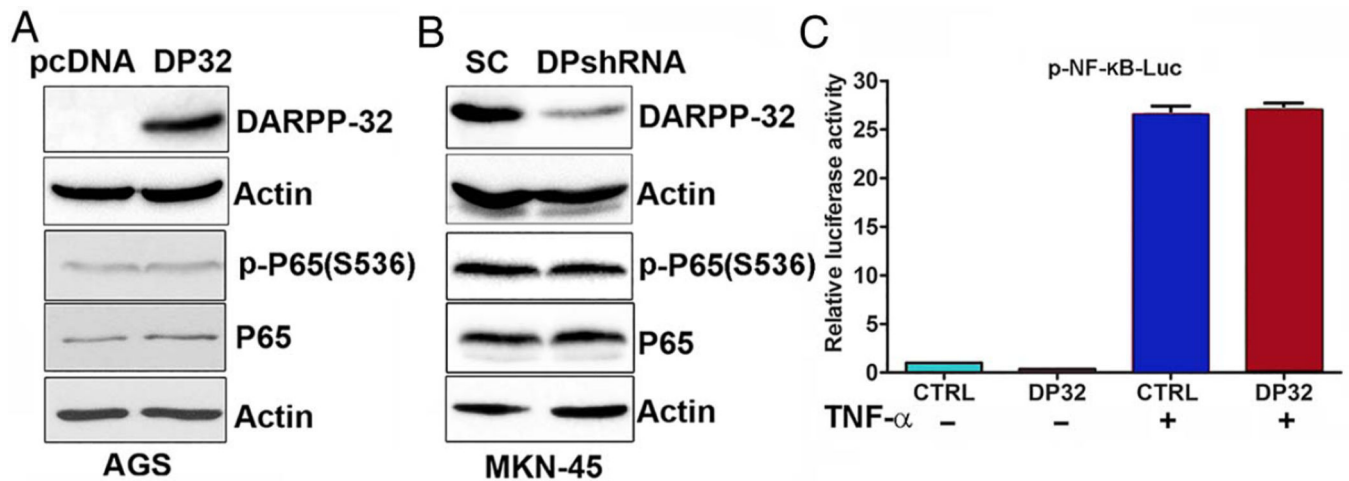 A
pcDNA DP32
DARPP-32
Actin
p-P65(S536)
P65
Actin
AGS
B
SC DPshRNA
DARPP-32
Actin
p-P65(S536)
P65
Actin
MKN-45
C
p-NF-κB-Luc
Relative luciferase activity
30
25
20
15
10
5
0
CTRL DP32 CTRL DP32
TNF-α – – + +